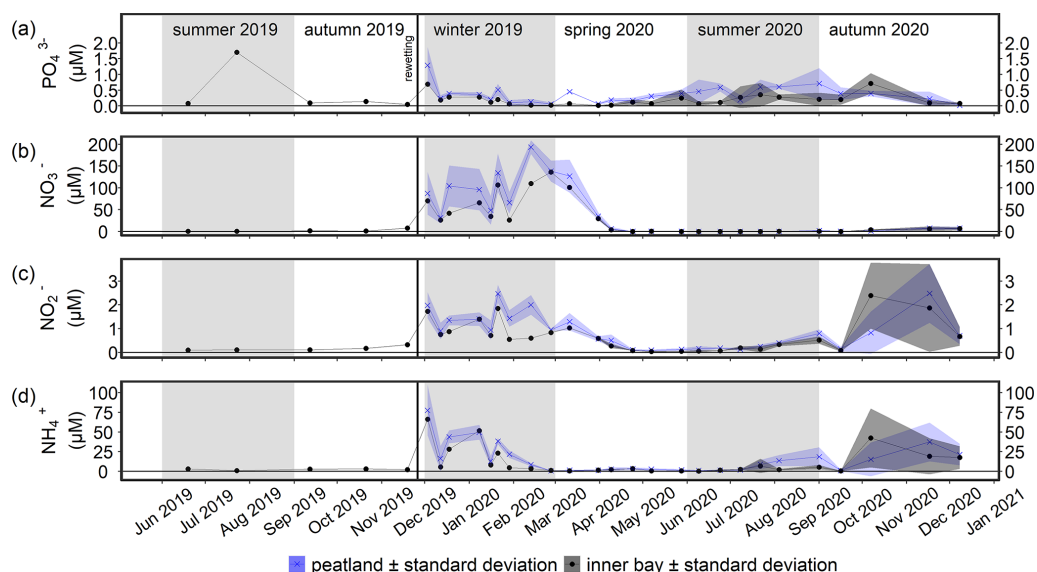 (a)
summer 2019 autumn 2019 winter 2019 spring 2020 summer 2020 autumn 2020
rewetting
PO₄³⁻
(µM)
2.0 2.0
1.5 1.5
1.0 1.0
0.5 0.5
0.0 0.0
(b)
NO₃⁻
(µM)
200 200
150 150
100 100
50 50
0 0
(c)
NO₂⁻
(µM)
3 3
2 2
1 1
0 0
(d)
NH₄⁺
(µM)
100 100
75 75
50 50
25 25
0 0
Jun 2019 Jul 2019 Aug 2019 Sep 2019 Oct 2019 Nov 2019 Dec 2019 Jan 2020 Feb 2020 Mar 2020 Apr 2020 May 2020 Jun 2020 Jul 2020 Aug 2020 Sep 2020 Oct 2020 Nov 2020 Dec 2020 Jan 2021
peatland ± standard deviation inner bay ± standard deviation